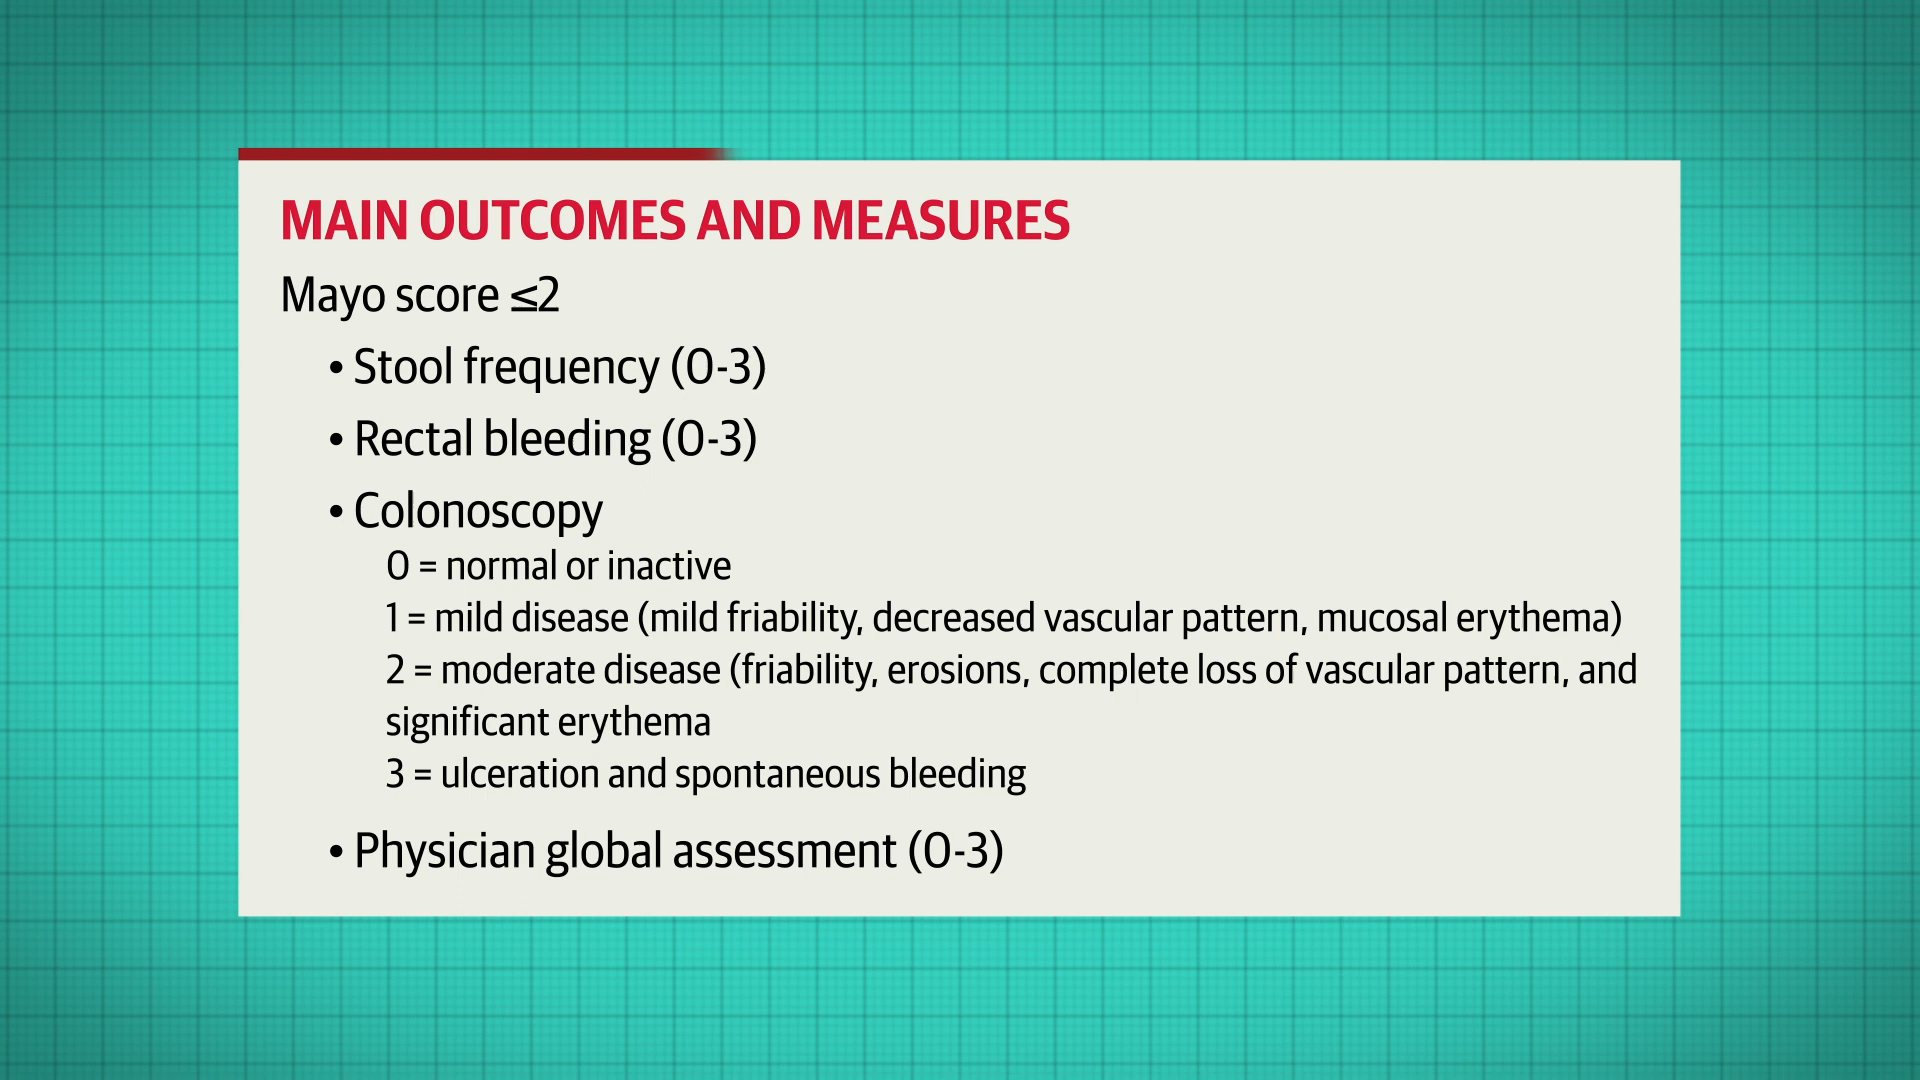 MAIN OUTCOMES AND MEASURES
Mayo score ≤2
• Stool frequency (0-3)
• Rectal bleeding (0-3)
• Colonoscopy
0 = normal or inactive
1 = mild disease (mild friability, decreased vascular pattern, mucosal erythema)
2 = moderate disease (friability, erosions, complete loss of vascular pattern, and
significant erythema
3 = ulceration and spontaneous bleeding
• Physician global assessment (0-3)